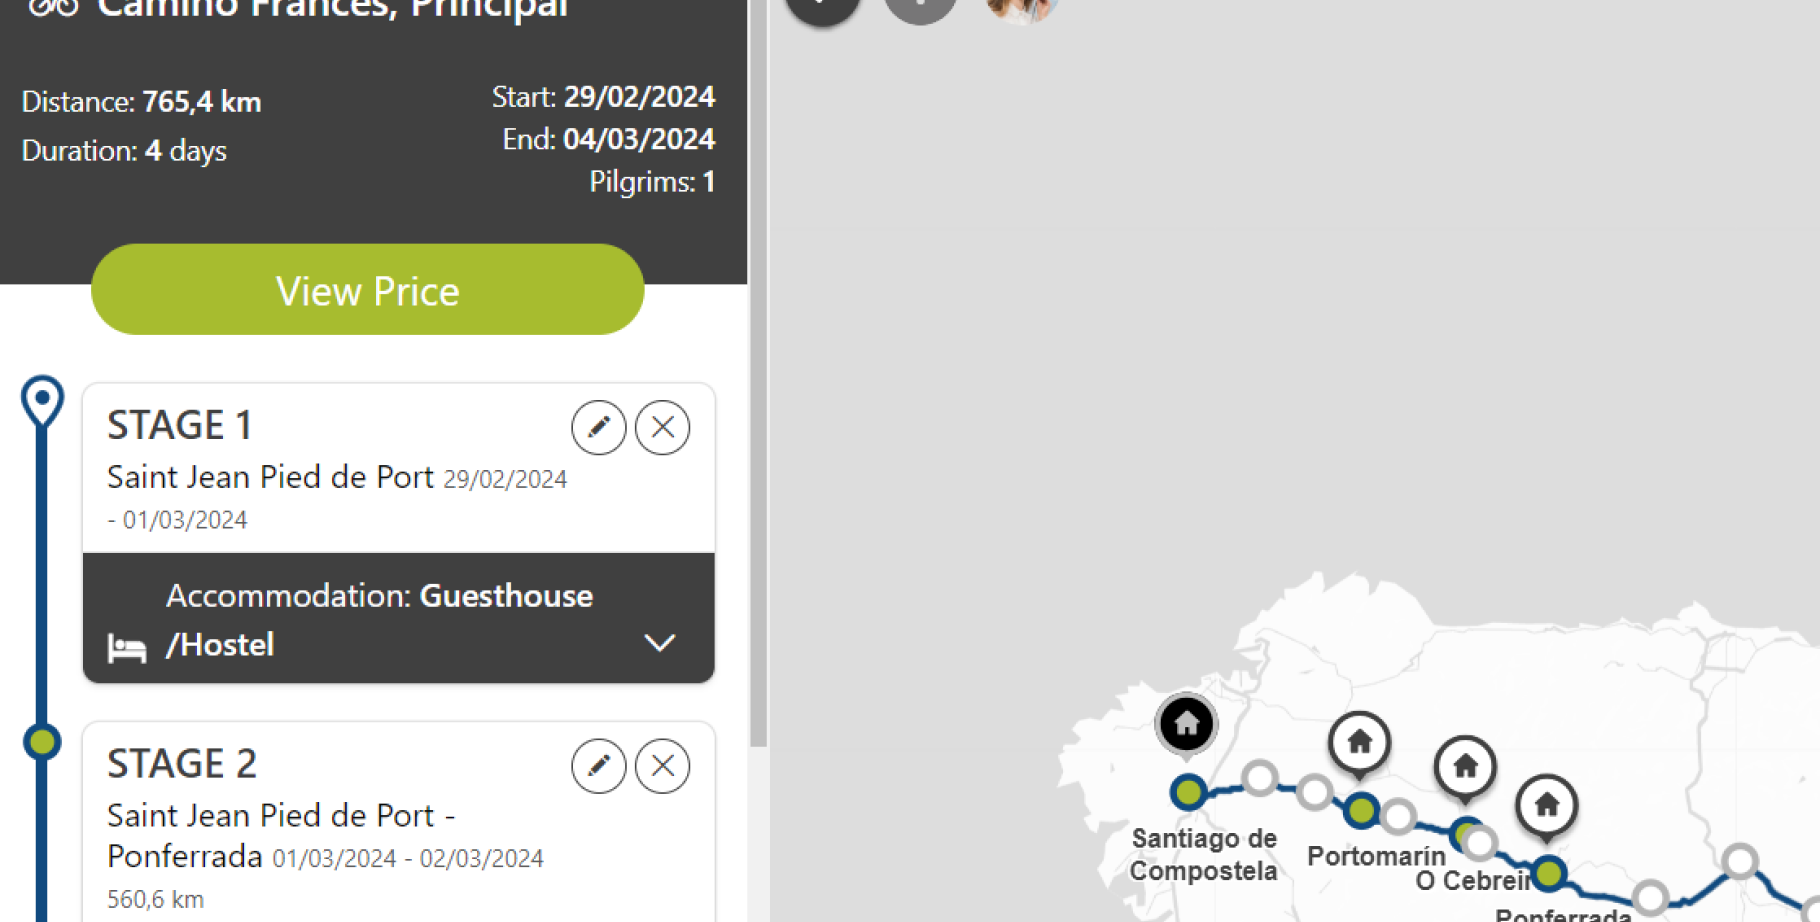 Camino Francés, Principal
Distance: 765,4 km
Duration: 4 days
Start: 29/02/2024
End: 04/03/2024
Pilgrims: 1
View Price
STAGE 1
Saint Jean Pied de Port 29/02/2024
- 01/03/2024
Accommodation: Guesthouse
/Hostel
STAGE 2
Saint Jean Pied de Port -
Ponferrada 01/03/2024 - 02/03/2024
560,6 km
Santiago de
Compostela
Portomarín
O Cebreir
Ponferrada